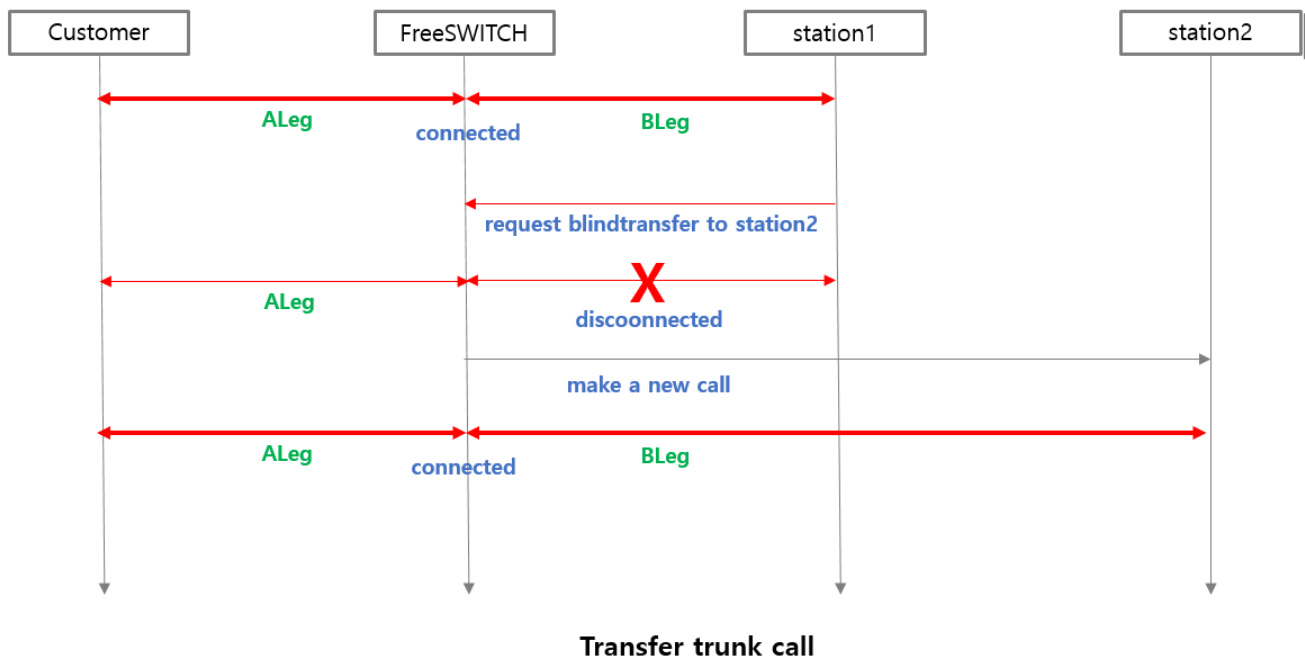 Customer
FreeSWITCH
station1
station2
ALeg
connected
BLeg
request blindtransfer to station2
X
ALeg
discoonnected
make a new call
ALeg
connected
BLeg
Transfer trunk call